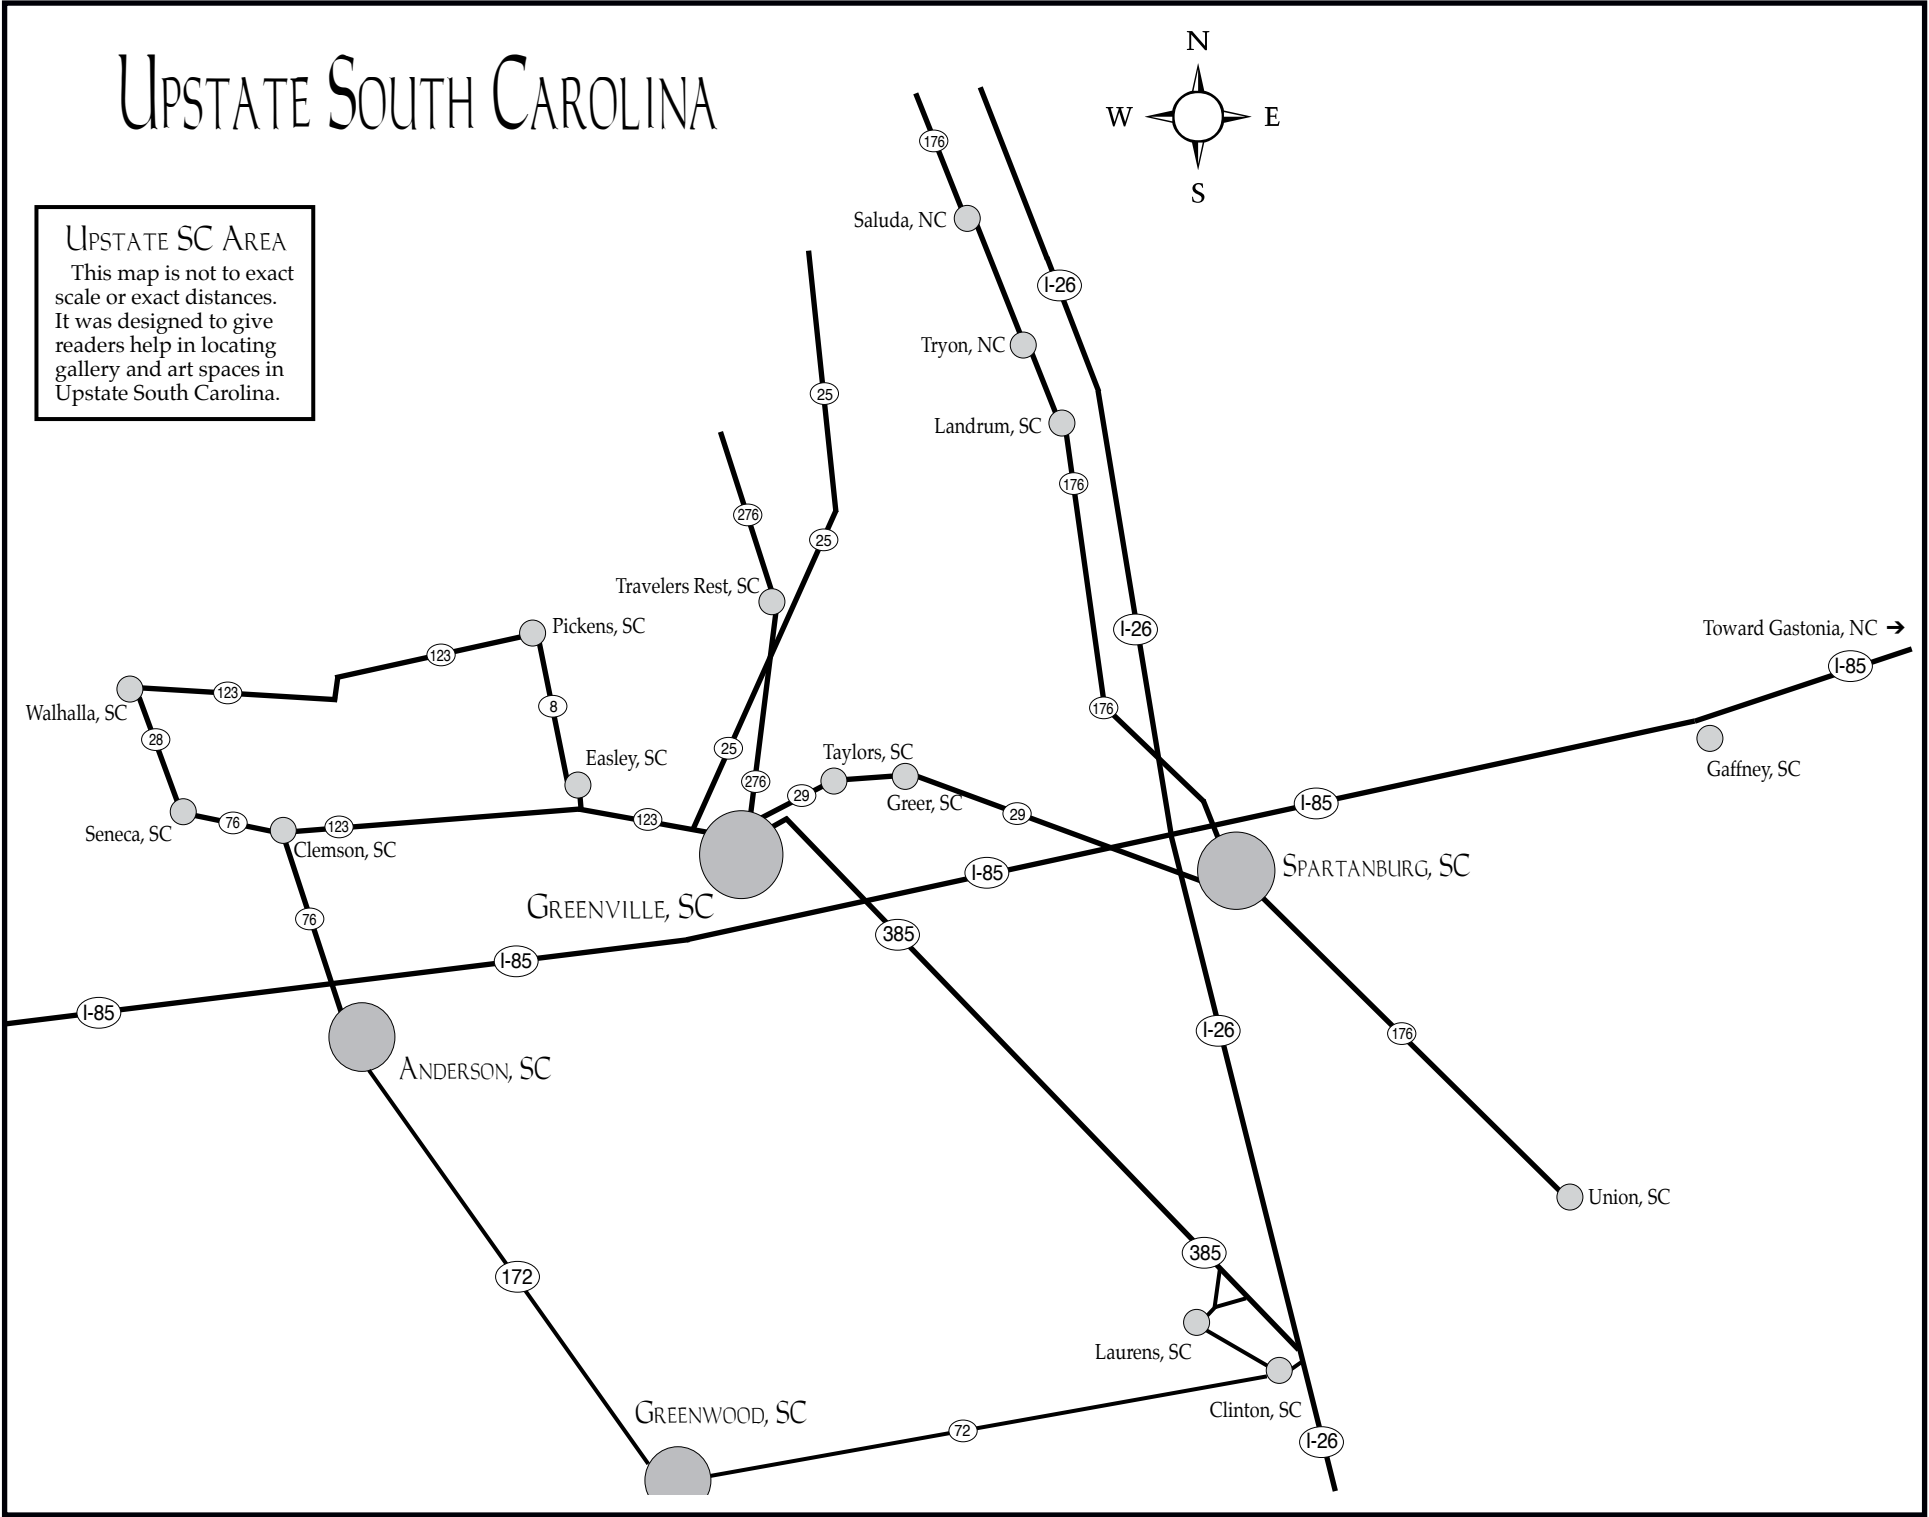 UPSTATE SOUTH CAROLINA
N
W
E
S
176
Saluda, NC
UPSTATE SC AREA
This map is not to exact
scale or exact distances.
It was designed to give
readers help in locating
gallery and art spaces in
Upstate South Carolina.
I-26
Tryon, NC
25
Landrum, SC
176
276
25
Travelers Rest, SC
Pickens, SC
I-26
Toward Gastonia, NC ➔
123
I-85
123
Walhalla, SC
8
176
28
25
Easley, SC
Taylors, SC
Gaffney, SC
276
29
Greer, SC
I-85
29
Seneca, SC
76
123
123
Clemson, SC
I-85
SPARTANBURG, SC
GREENVILLE, SC
76
385
I-85
I-85
I-26
176
ANDERSON, SC
Union, SC
385
172
Laurens, SC
GREENWOOD, SC
Clinton, SC
72
I-26